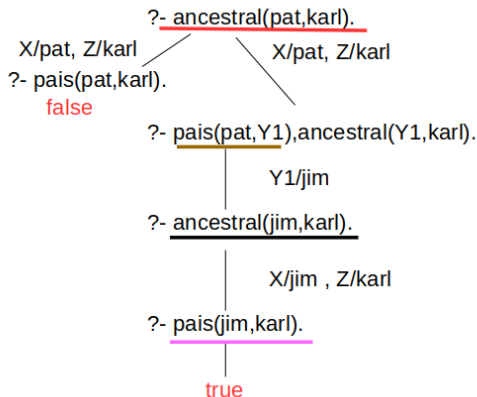 ?- ancestral(pat,karl).
X/pat, Z/karl
X/pat, Z/karl
?- pais(pat,karl).
false
?- pais(pat,Y1),ancestral(Y1,karl).
Y1/jim
?- ancestral(jim,karl).
X/jim , Z/karl
?- pais(jim,karl).
true